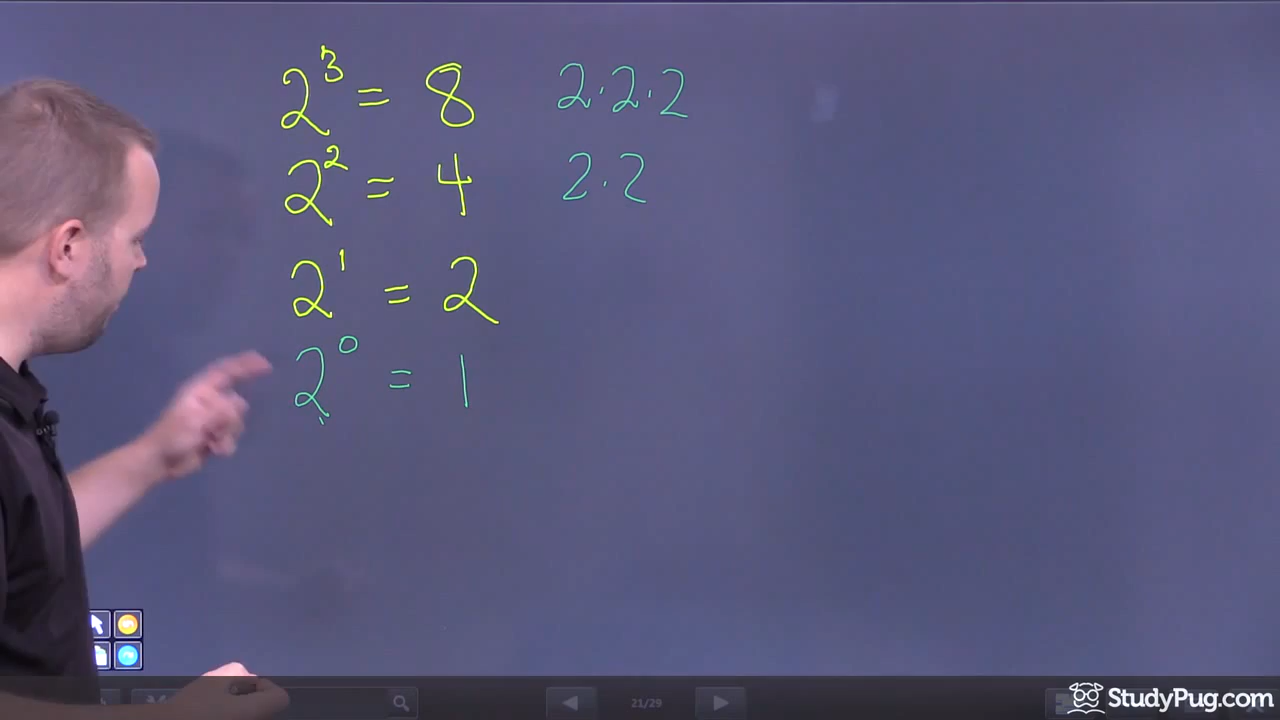 2³ = 8 2·2·2
2² = 4 2·2
2¹ = 2
2⁰ = 1
21/29
StudyPug.com